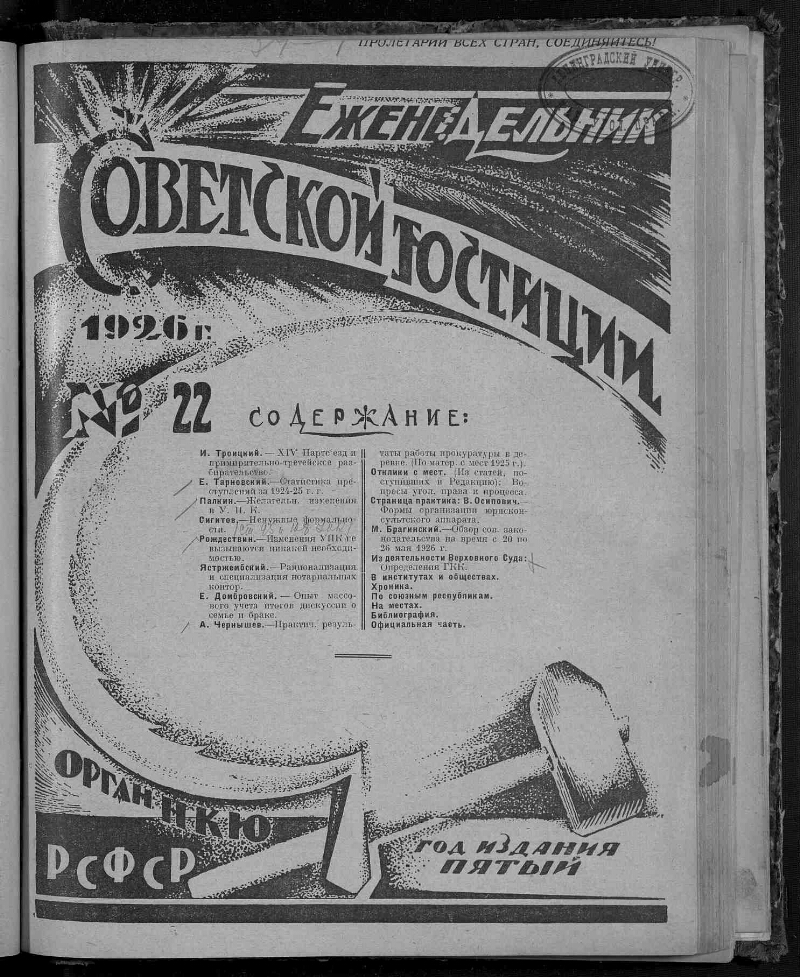 ПРОЛЕТАРИИ ВСЕХ СТРАН, СОЕДИНЯЙТЕСЬ!
ЕЖЕНЕДЕЛЬНИК
СОВЕТСКОЙ ЮСТИЦИИ
1926 г.
№ 22
СОДЕРЖАНИЕ:
И. Троицкий. — XIV Партс'езд и
примирительно-третейское раз-
бирательство.
Е. Тарновский.—Статистика пре-
ступлений за 1924-25 г. г.
Палкин.—Желательн. изменения
в У. П. К.
Сигитев.—Ненужные формально-
сти.
Рождествин.—Изменения УПК не
вызываются никакой необходи-
мостью.
Ястржембский.—Рационализация
и специализация нотариальных
контор.
Е. Домбровский. — Опыт массо-
вого учета итогов дискуссии о
семье и браке.
А. Чернышев.—Практич. резуль-
таты работы прокуратуры в де-
ревне. (По матер. с мест 1925 г.).
Отклики с мест. (Из статей, по-
ступивших в Редакцию): Во-
просы угол. права и процесса.
Страница практика: В. Осипович.—
Формы организации юрискон-
сультского аппарата.
М. Брагинский.—Обзор сов. зако-
нодательства на время с 20 по
26 мая 1926 г.
Из деятельности Верховного Суда:
Определения ГКК.
В институтах и обществах.
Хроника.
По союзным республикам.
На местах.
Библиография.
Официальная часть.
ОРГАН НКЮ
РСФСР
ГОД ИЗДАНИЯ
ПЯТЫЙ